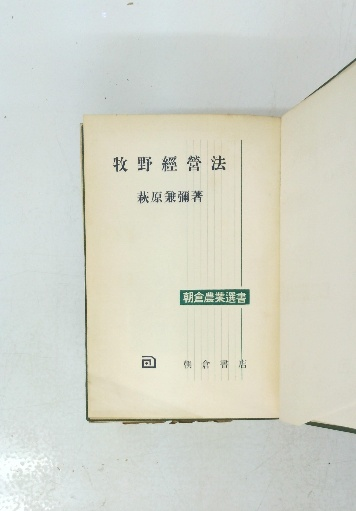 牧野經營法
萩原兼彌著
朝倉農業選書
朝倉書店